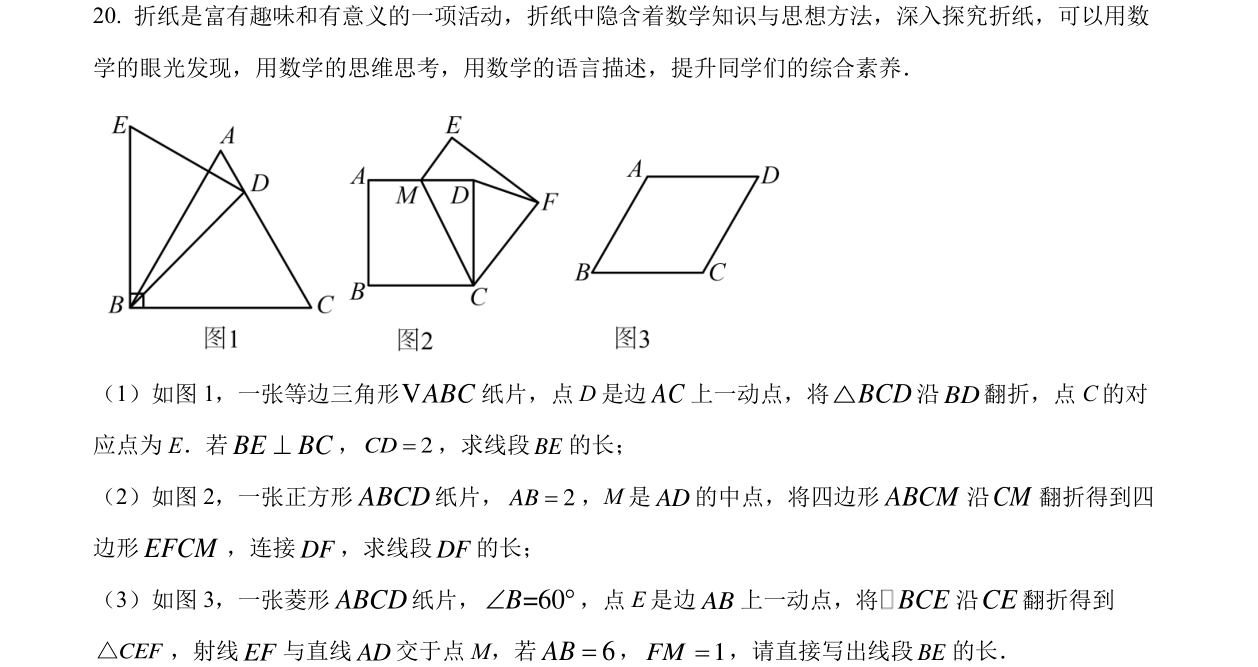 20. 折纸是富有趣味和有意义的一项活动，折纸中隐含着数学知识与思想方法，深入探究折纸，可以用数
学的眼光发现，用数学的思维思考，用数学的语言描述，提升同学们的综合素养．
E
A
D
B
C
图1
E
A
M
D
F
B
C
图2
A
D
B
C
图3
（1）如图 1，一张等边三角形VABC 纸片，点 D 是边 AC 上一动点，将△BCD 沿 BD 翻折，点 C 的对
应点为 E．若 BE ⊥ BC， CD = 2，求线段 BE 的长；
（2）如图 2，一张正方形 ABCD 纸片， AB = 2，M 是 AD 的中点，将四边形 ABCM 沿 CM 翻折得到四
边形 EFCM ，连接 DF，求线段 DF 的长；
（3）如图 3，一张菱形 ABCD 纸片，∠B=60°，点 E 是边 AB 上一动点，将□BCE 沿 CE 翻折得到
△CEF ，射线 EF 与直线 AD 交于点 M，若 AB = 6， FM = 1，请直接写出线段 BE 的长．